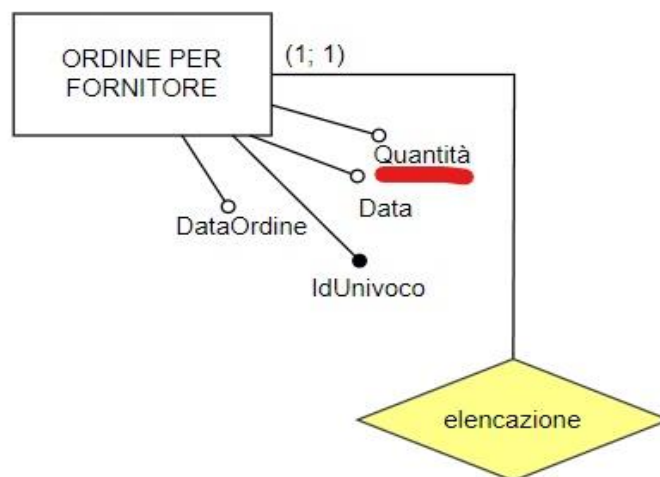 ORDINE PER
FORNITORE
(1; 1)
Quantità
Data
DataOrdine
IdUnivoco
elencazione